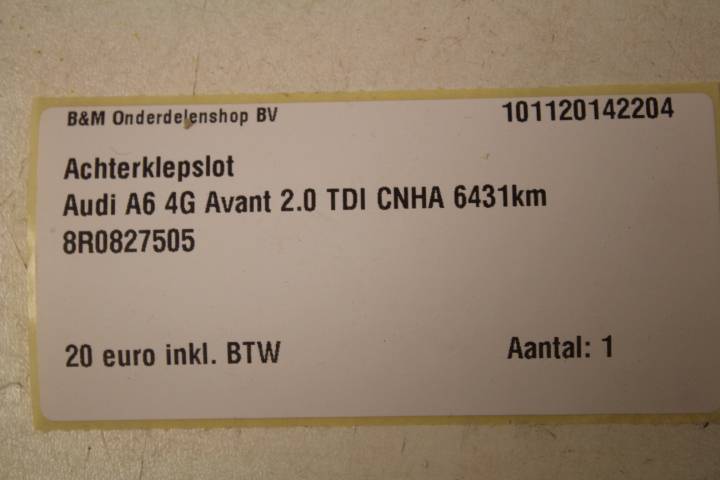 B&M Onderdelenshop BV 101120142204
Achterklepslot
Audi A6 4G Avant 2.0 TDI CNHA 6431km
8R0827505
20 euro inkl. BTW Aantal: 1